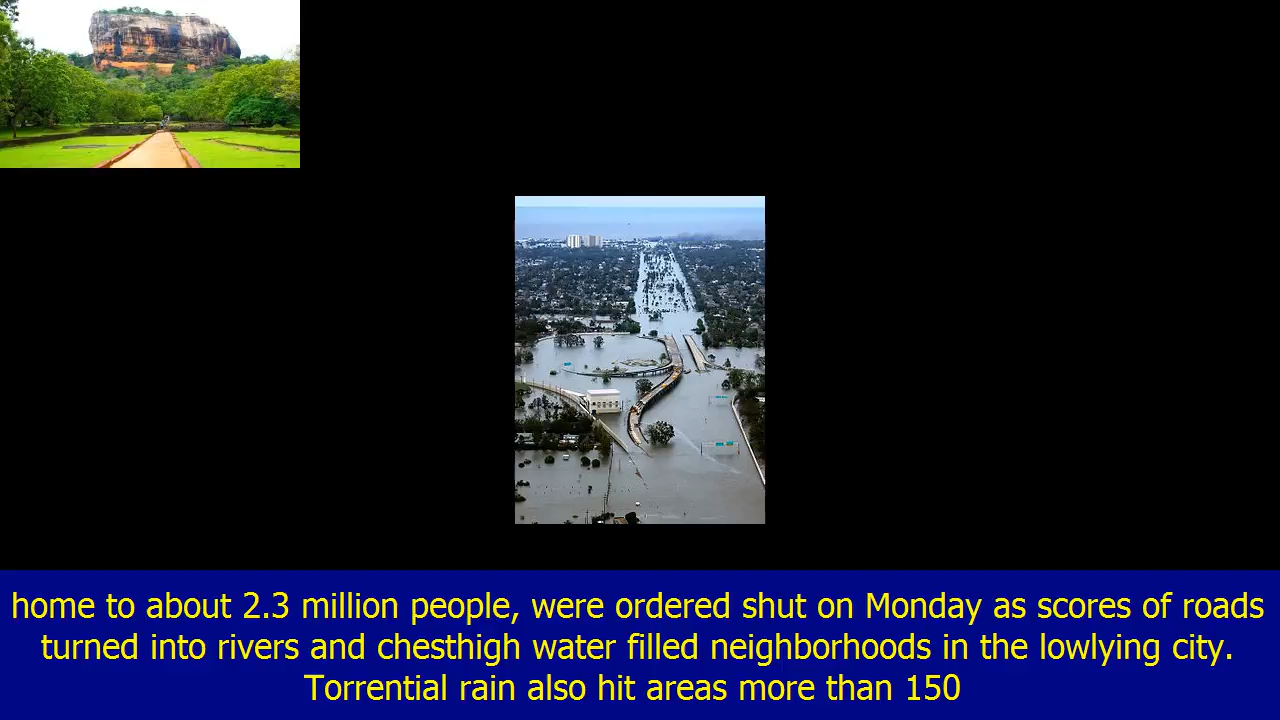 home to about 2.3 million people, were ordered shut on Monday as scores of roads
turned into rivers and chesthigh water filled neighborhoods in the lowlying city.
Torrential rain also hit areas more than 150